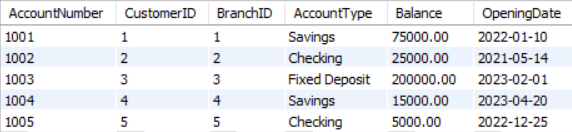 AccountNumber CustomerID BranchID AccountType Balance OpeningDate
1001 1 1 Savings 75000.00 2022-01-10
1002 2 2 Checking 25000.00 2021-05-14
1003 3 3 Fixed Deposit 200000.00 2023-02-01
1004 4 4 Savings 15000.00 2023-04-20
1005 5 5 Checking 5000.00 2022-12-25